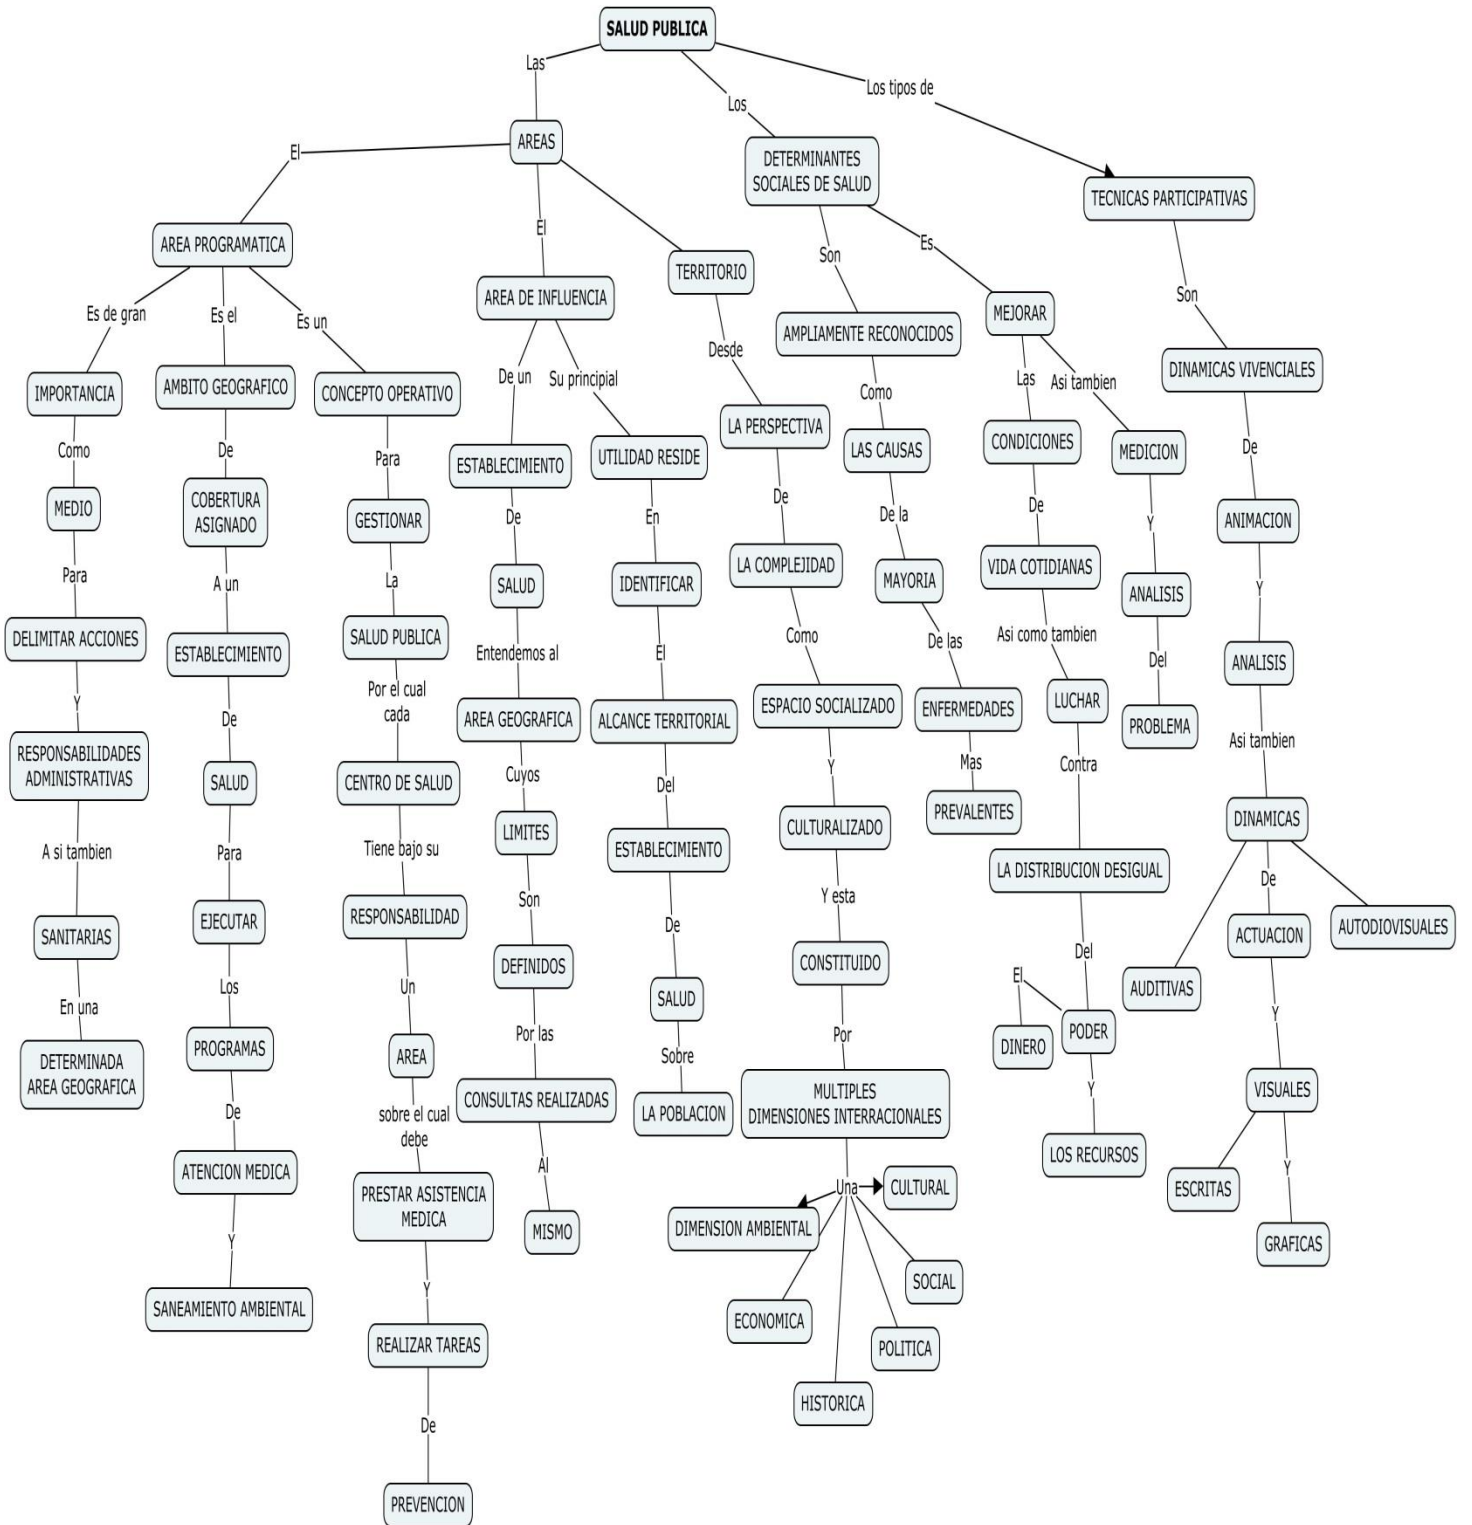 SALUD PUBLICA
Las
Los
Los tipos de
AREAS
El
AREA PROGRAMATICA
Es de gran
IMPORTANCIA
Como
MEDIO
Para
DELIMITAR ACCIONES
Y
RESPONSABILIDADES
ADMINISTRATIVAS
A si tambien
SANITARIAS
En una
DETERMINADA
AREA GEOGRAFICA
Es el
AMBITO GEOGRAFICO
De
COBERTURA
ASIGNADO
A un
ESTABLECIMIENTO
De
SALUD
Para
EJECUTAR
Los
PROGRAMAS
De
ATENCION MEDICA
Y
SANEAMIENTO AMBIENTAL
Es un
CONCEPTO OPERATIVO
Para
GESTIONAR
La
SALUD PUBLICA
Por el cual
cada
CENTRO DE SALUD
Tiene bajo su
RESPONSABILIDAD
Un
AREA
sobre el cual
debe
PRESTAR ASISTENCIA
MEDICA
Y
REALIZAR TAREAS
De
PREVENCION
El
AREA DE INFLUENCIA
De un
ESTABLECIMIENTO
De
SALUD
Entendemos al
AREA GEOGRAFICA
Cuyos
LIMITES
Son
DEFINIDOS
Por las
CONSULTAS REALIZADAS
Al
MISMO
Su principial
UTILIDAD RESIDE
En
IDENTIFICAR
El
ALCANCE TERRITORIAL
Del
ESTABLECIMIENTO
De
SALUD
Sobre
LA POBLACION
TERRITORIO
Desde
LA PERSPECTIVA
De
LA COMPLEJIDAD
Como
ESPACIO SOCIALIZADO
Y
CULTURALIZADO
Y esta
CONSTITUIDO
Por
MULTIPLES
DIMENSIONES INTERRACIONALES
Una
CULTURAL
DIMENSION AMBIENTAL
SOCIAL
ECONOMICA
POLITICA
HISTORICA
DETERMINANTES
SOCIALES DE SALUD
Son
AMPLIAMENTE RECONOCIDOS
Como
LAS CAUSAS
De la
MAYORIA
De las
ENFERMEDADES
Mas
PREVALENTES
Es
MEJORAR
Las
CONDICIONES
De
VIDA COTIDIANAS
Asi como tambien
LUCHAR
Contra
LA DISTRIBUCION DESIGUAL
Del
PODER
El
DINERO
Y
LOS RECURSOS
Asi tambien
MEDICION
Y
ANALISIS
Del
PROBLEMA
TECNICAS PARTICIPATIVAS
Son
DINAMICAS VIVENCIALES
De
ANIMACION
Y
ANALISIS
Asi tambien
DINAMICAS
De
AUDITIVAS
ACTUACION
AUTODIOVISUALES
Y
VISUALES
ESCRITAS
Y
GRAFICAS